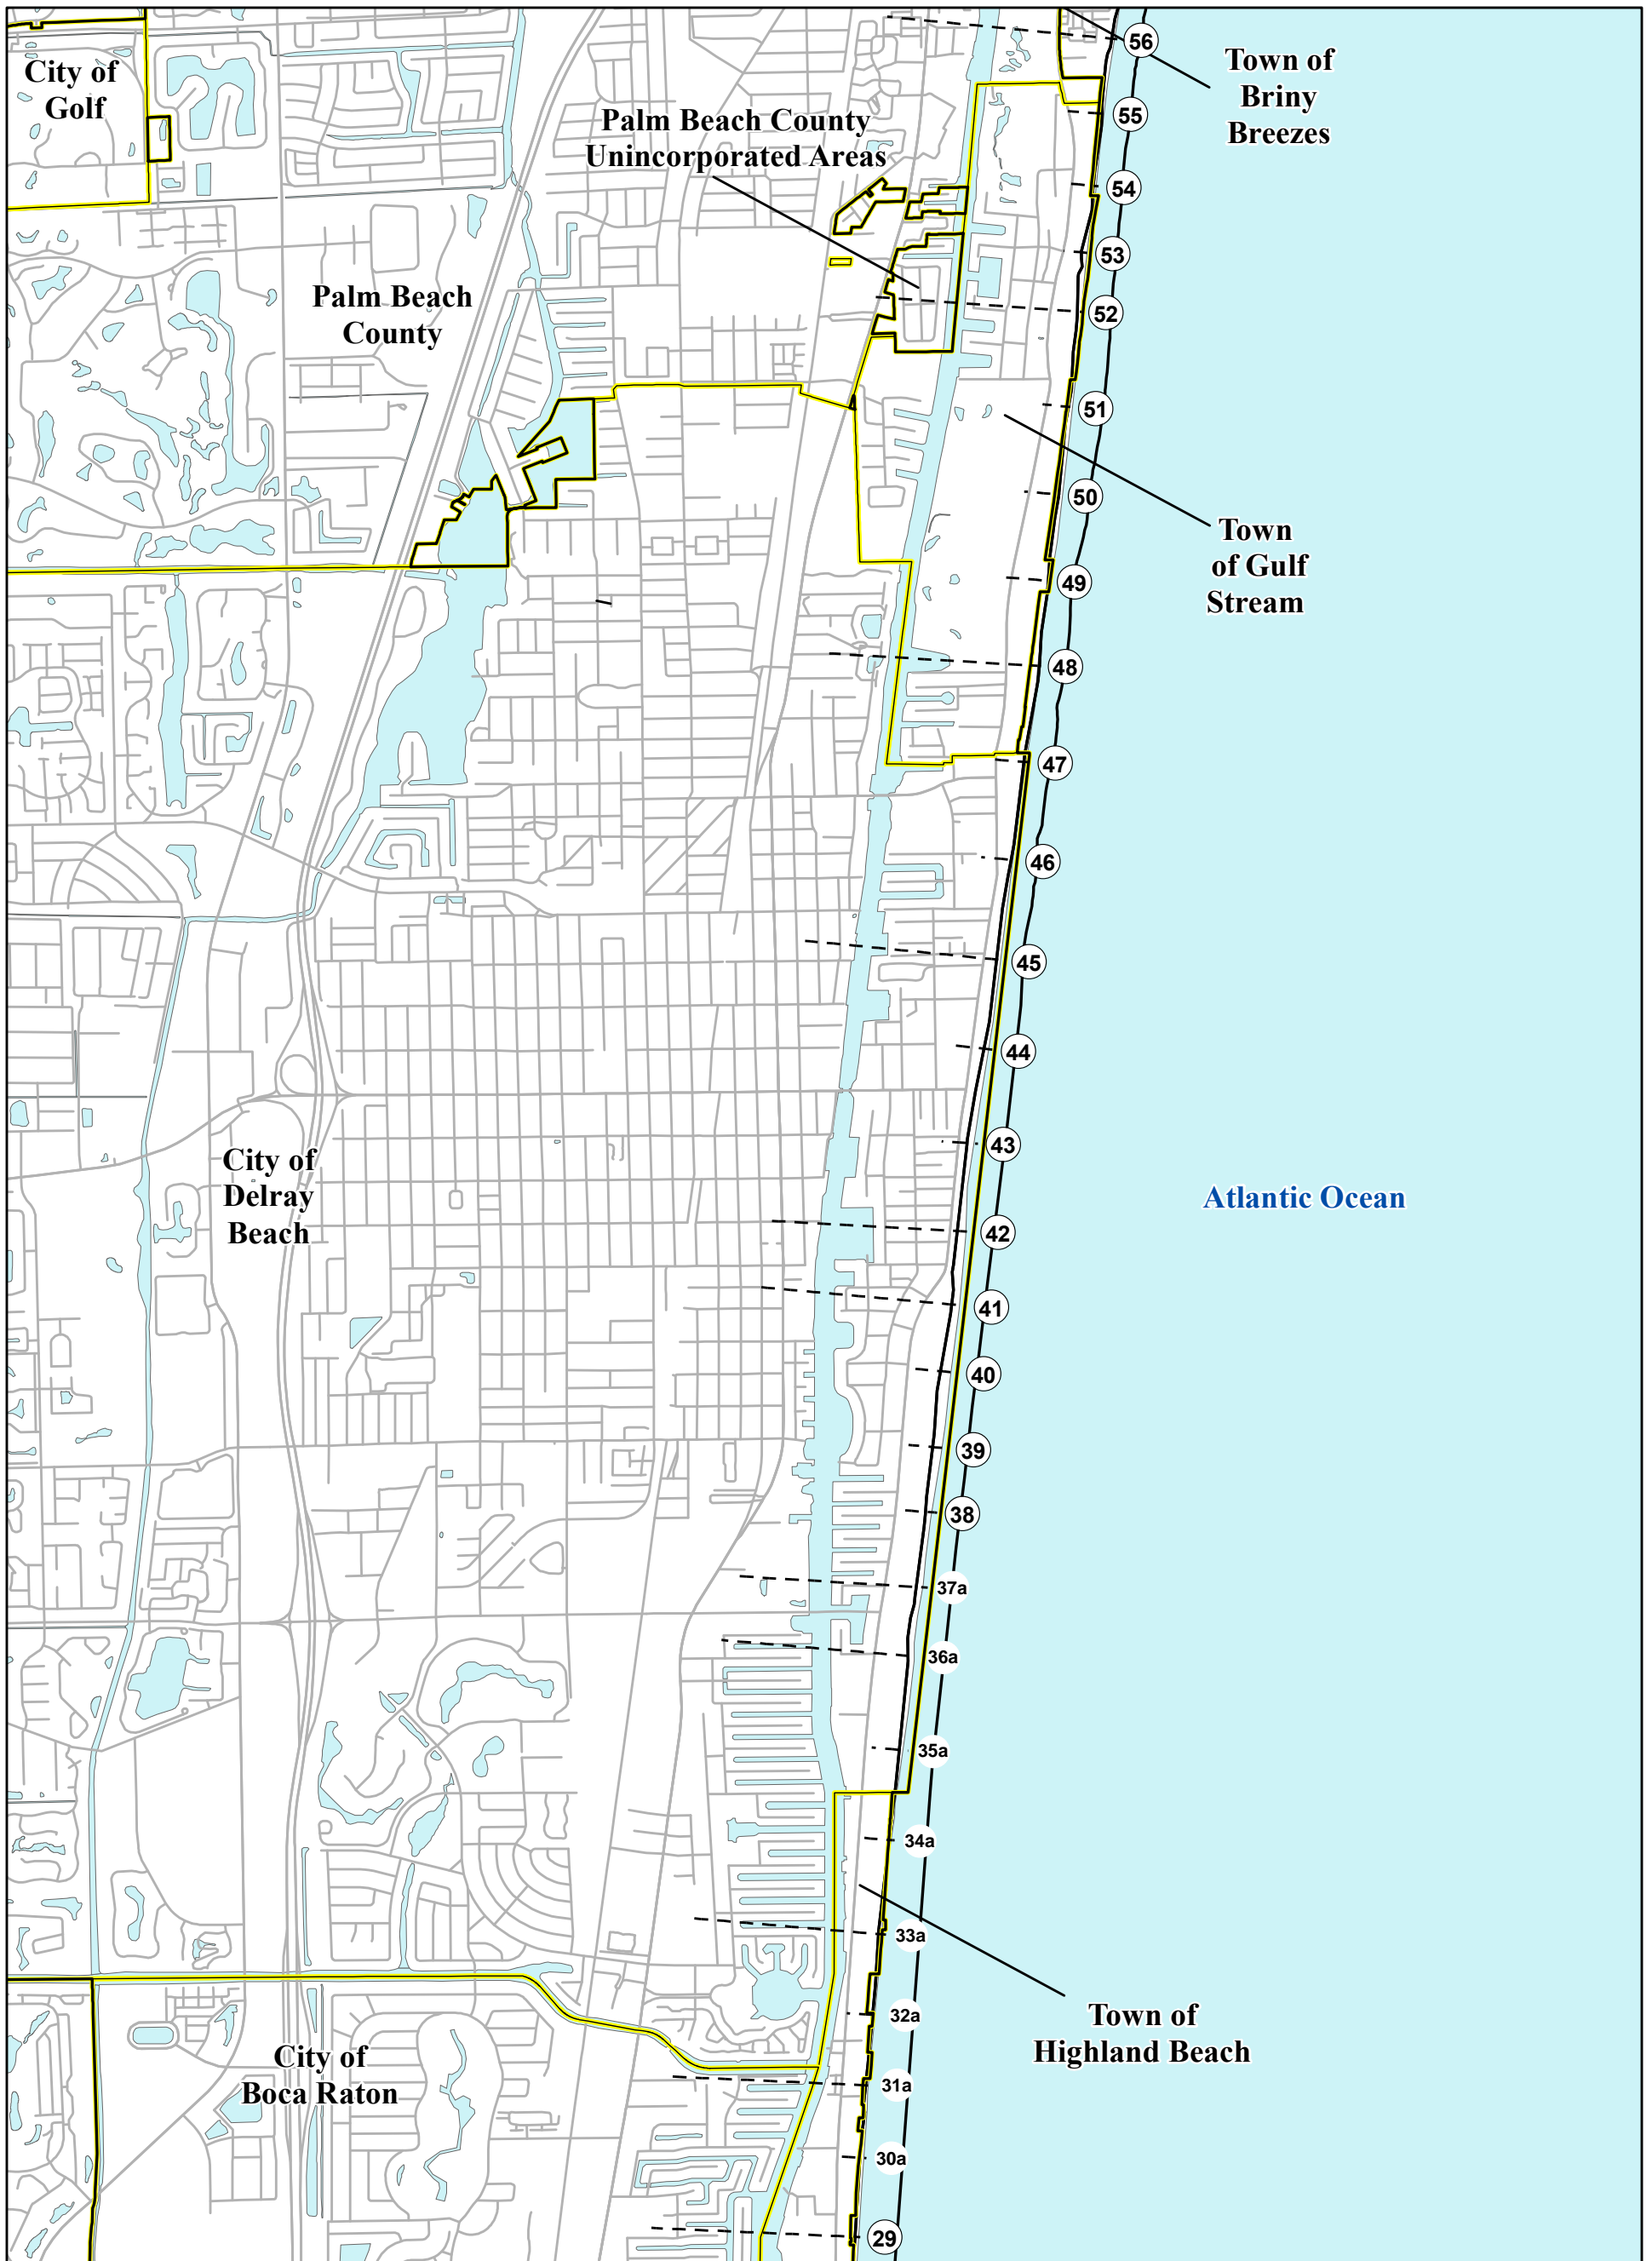 56
City of
Golf
Town of
Briny
Breezes
55
Palm Beach County
Unincorporated Areas
54
53
Palm Beach
County
52
51
50
Town
of Gulf
Stream
49
48
47
46
45
44
43
City of
Delray
Beach
Atlantic Ocean
42
41
40
39
38
37a
36a
35a
34a
33a
32a
Town of
Highland Beach
City of
Boca Raton
31a
30a
29